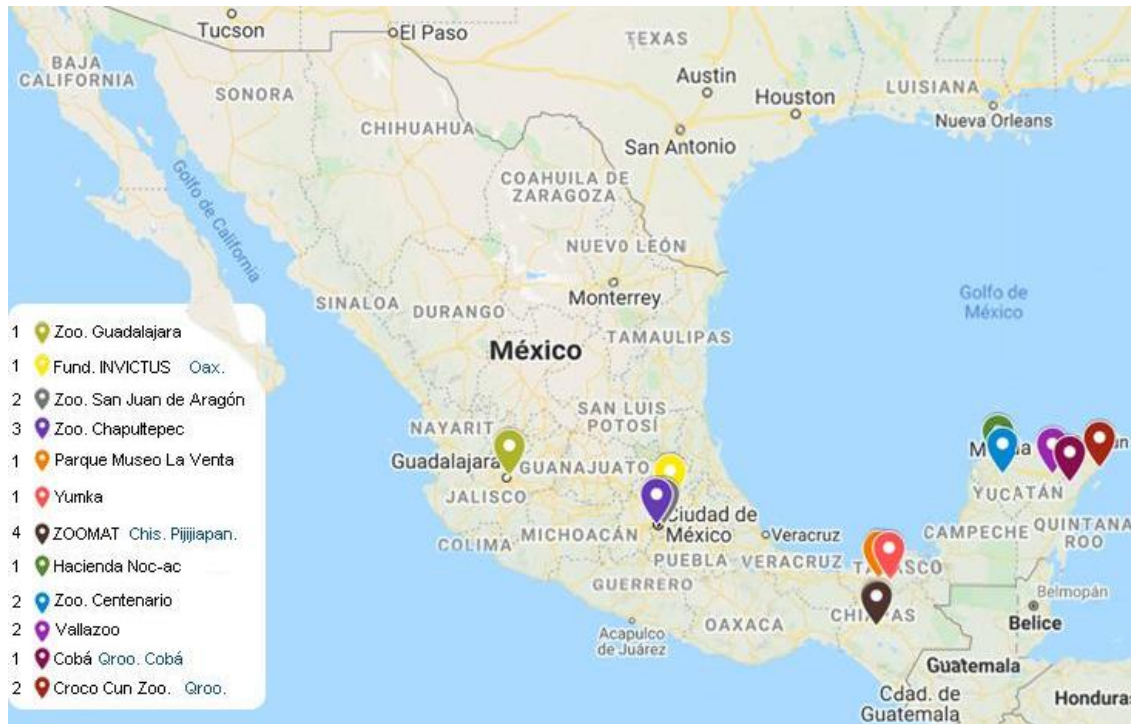 Tucson
El Paso
TEXAS
BAJA
CALIFORNIA
SONORA
Austin
Houston
LUISIANA
Nueva Orleans
CHIHUAHUA
San Antonio
Golfo de California
COAHUILA DE
ZARAGOZA
NUEVO LEÓN
Golfo de
México
SINALOA
DURANGO
Monterrey
TAMAULIPAS
México
1 Zoo. Guadalajara
1 Fund. INVICTUS Oax.
2 Zoo. San Juan de Aragón
3 Zoo. Chapultepec
1 Parque Museo La Venta
1 Yumka
4 ZOOMAT Chis. Pijijiapan.
1 Hacienda Noc-ac
2 Zoo. Centenario
2 Vallazoo
1 Cobá Qroo. Cobá
2 Croco Cun Zoo. Qroo.
SAN LUIS
POTOSÍ
NAYARIT
Guadalajara
GUANAJUATO
JALISCO
YUCATÁN
Ciudad de
México
MICHOACÁN
COLIMA
Veracruz
CAMPECHE
QUINTANA
ROO
PUEBLA
VERACRUZ
GUERRERO
Belmopán
Belice
OAXACA
Acapulco
de Juárez
Guatemala
Cdad. de
Guatemala